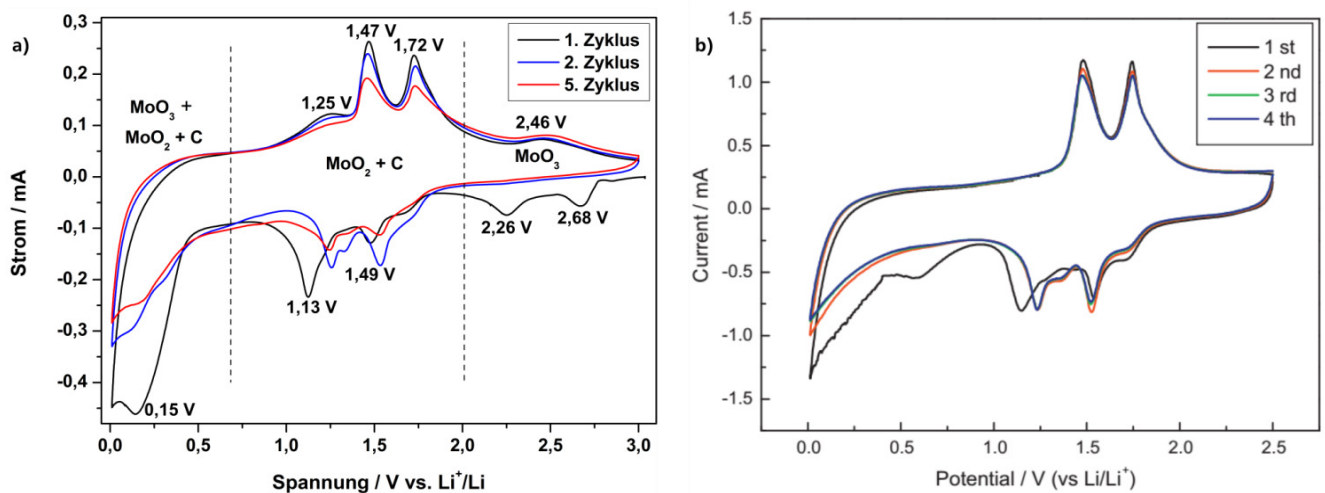 a)
0,3
0,2
0,1
0,0
-0,1
-0,2
-0,3
-0,4
Strom / mA
0,0 0,5 1,0 1,5 2,0 2,5 3,0
Spannung / V vs. Li⁺/Li
1,47 V
1,72 V
1. Zyklus
2. Zyklus
5. Zyklus
MoO₃ +
MoO₂ + C
1,25 V
2,46 V
MoO₂ + C
MoO₃
2,26 V
2,68 V
1,49 V
1,13 V
0,15 V
b)
1.5
1.0
0.5
0.0
-0.5
-1.0
-1.5
Current / mA
0.0 0.5 1.0 1.5 2.0 2.5
Potential / V (vs Li/Li⁺)
1 st
2 nd
3 rd
4 th